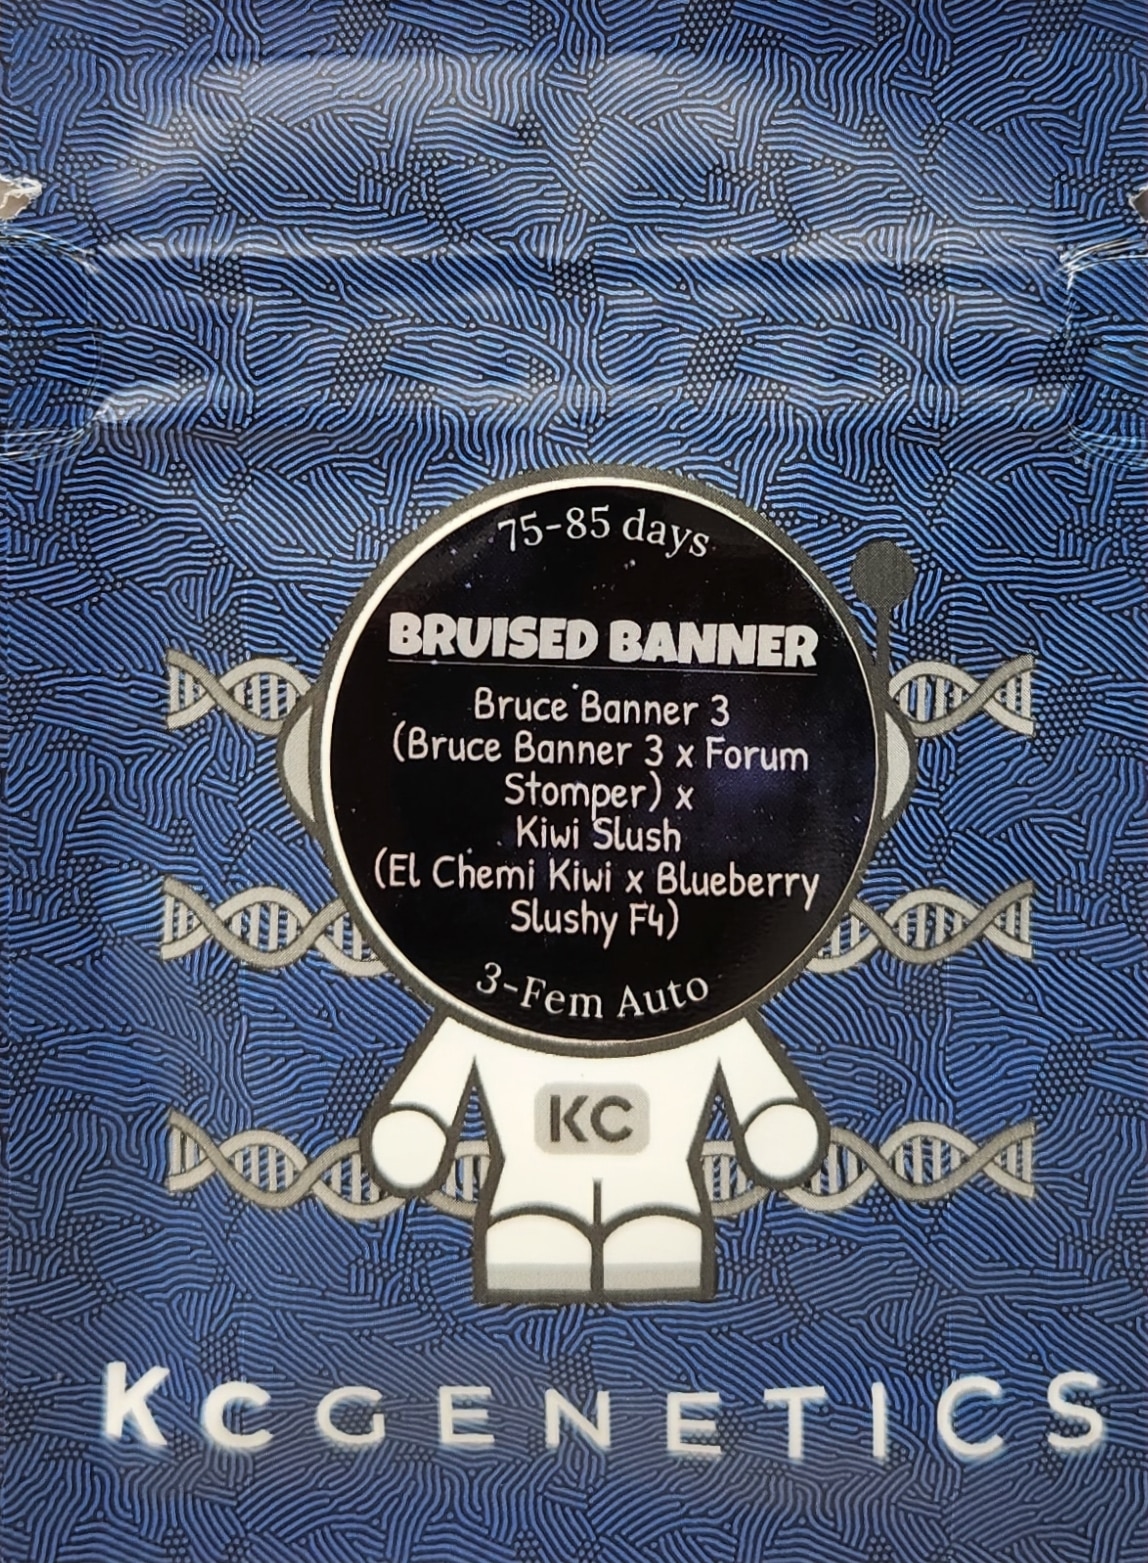 75-85 days
BRUISED BANNER
Bruce Banner 3
(Bruce Banner 3 x Forum
Stomper) x
Kiwi Slush
(El Chemi Kiwi x Blueberry
Slushy F4)
3-Fem Auto
KC
KCGENETICS